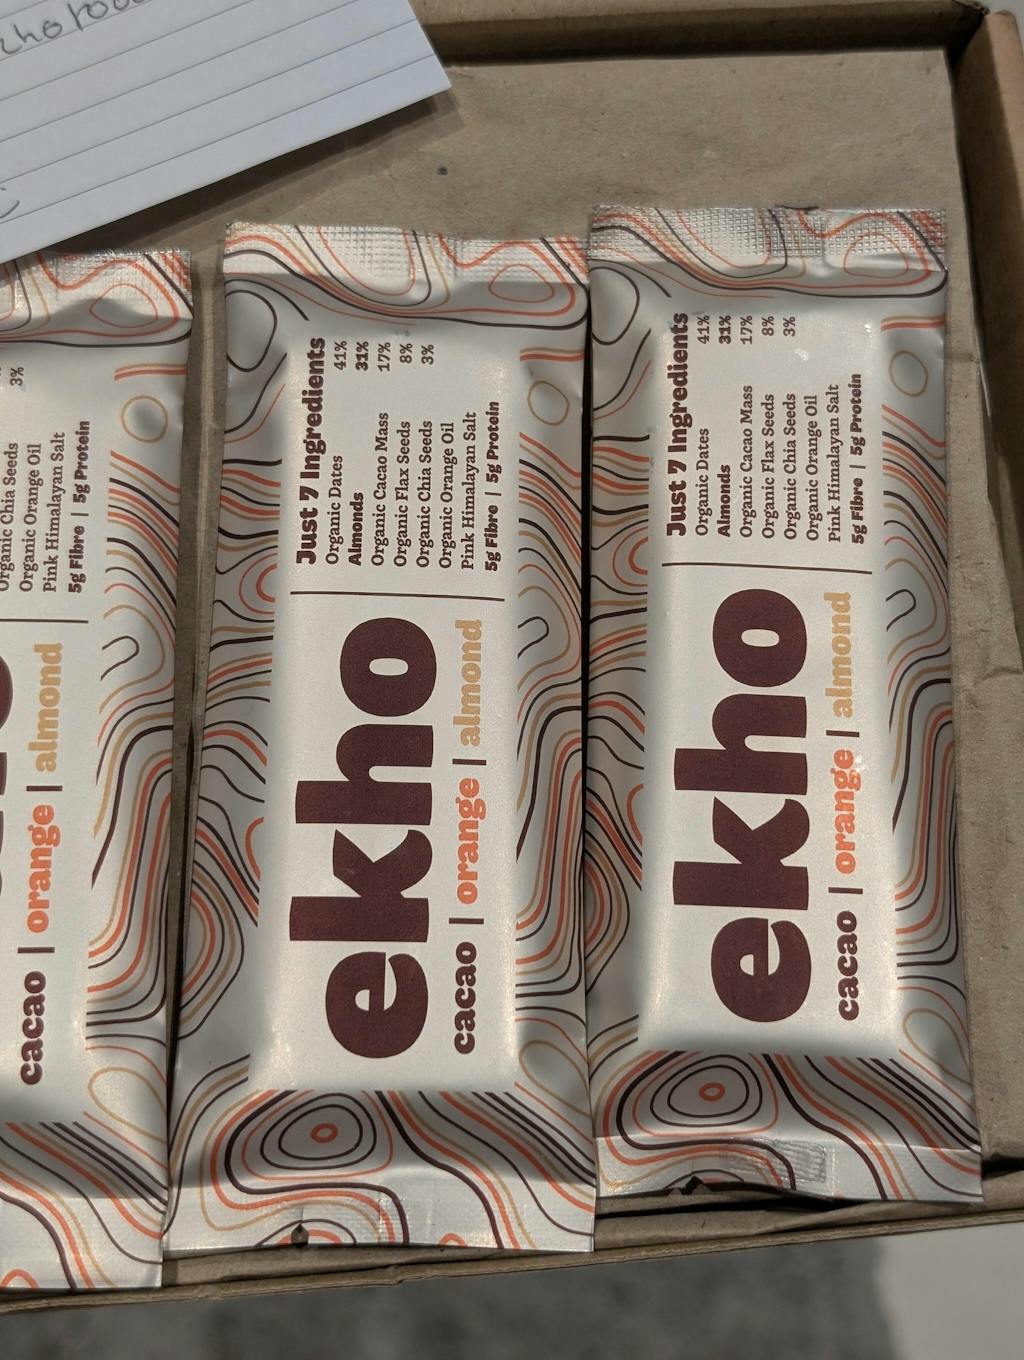 3%
Organic Chia Seeds
Organic Orange Oil
Pink Himalayan Salt
5g Fibre | 5g Protein
cacao | orange | almond
Just 7 Ingredients
Organic Dates 41%
Almonds 31%
Organic Cacao Mass 17%
Organic Flax Seeds 8%
Organic Chia Seeds 3%
Organic Orange Oil
Pink Himalayan Salt
5g Fibre | 5g Protein
ekho
cacao | orange | almond
Just 7 Ingredients
Organic Dates 41%
Almonds 31%
Organic Cacao Mass 17%
Organic Flax Seeds 8%
Organic Chia Seeds 3%
Organic Orange Oil
Pink Himalayan Salt
5g Fibre | 5g Protein
ekho
cacao | orange | almond